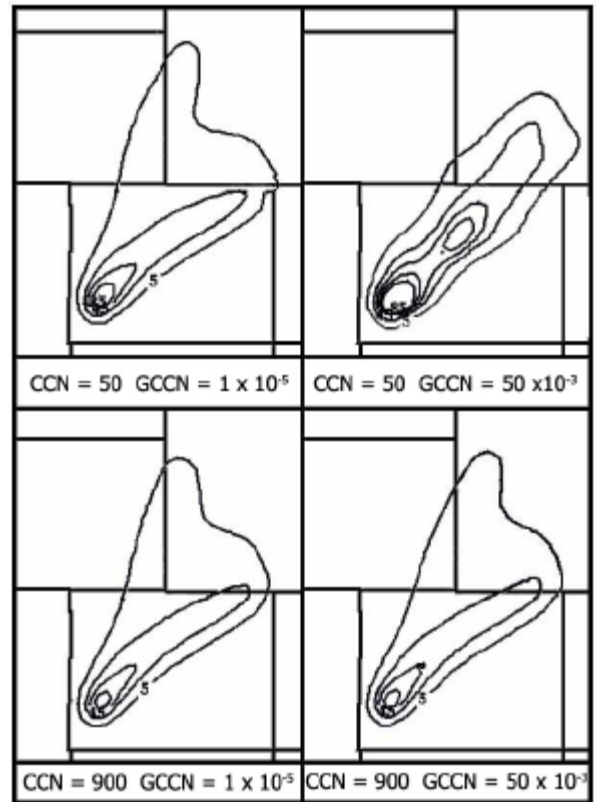 5
5
CCN = 50 GCCN = 1 x 10⁻⁵
CCN = 50 GCCN = 50 x10⁻³
5
5
CCN = 900 GCCN = 1 x 10⁻⁵
CCN = 900 GCCN = 50 x 10⁻³